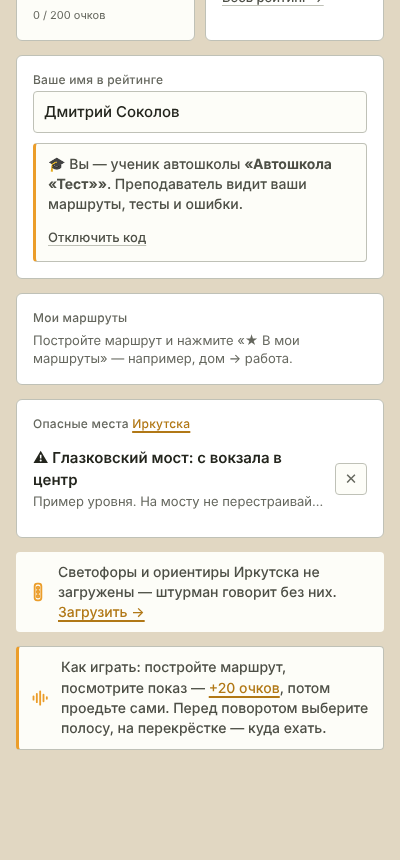 0 / 200 очков
Весь рейтинг →
Ваше имя в рейтинге
Дмитрий Соколов
🎓 Вы — ученик автошколы «Автошкола
«Тест»». Преподаватель видит ваши
маршруты, тесты и ошибки.
Отключить код
Мои маршруты
Постройте маршрут и нажмите «★ В мои
маршруты» — например, дом → работа.
Опасные места Иркутска
⚠ Глазковский мост: с вокзала в
центр
Пример уровня. На мосту не перестраивай…
✕
Светофоры и ориентиры Иркутска не
загружены — штурман говорит без них.
Загрузить →
Как играть: постройте маршрут,
посмотрите показ — +20 очков, потом
проедьте сами. Перед поворотом выберите
полосу, на перекрёстке — куда ехать.